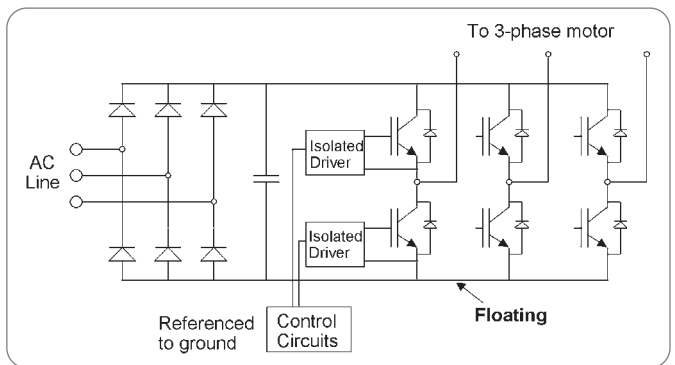 To 3-phase motor
AC
Line
Isolated
Driver
Isolated
Driver
Floating
Referenced
to ground
Control
Circuits